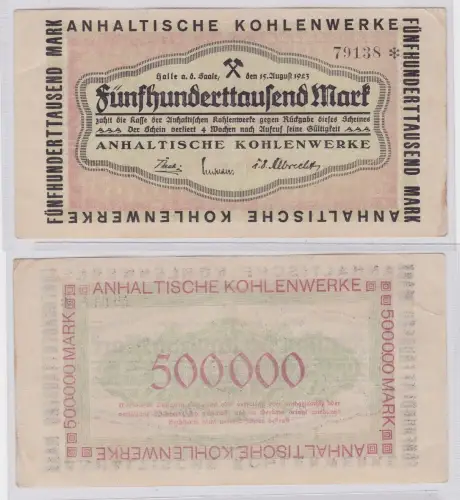 ANHALTISCHE KOHLENWERKE
FÜNFHUNDERTTAUSEND MARK
FÜNFHUNDERTTAUSEND MARK
79138 *
Halle a. d. Saale, den 15. August 1923
Fünfhunderttausend Mark
zahlt die Kasse der Anhaltischen Kohlenwerke gegen Rückgabe dieses Scheines
Der Schein verliert 4 Wochen nach Aufruf seine Gültigkeit
ANHALTISCHE KOHLENWERKE
Albrecht
ANHALTISCHE KOHLENWERKE
ANHALTISCHE KOHLENWERKE
500000 MARK
500000 MARK
500000
ANHALTISCHE KOHLENWERKE